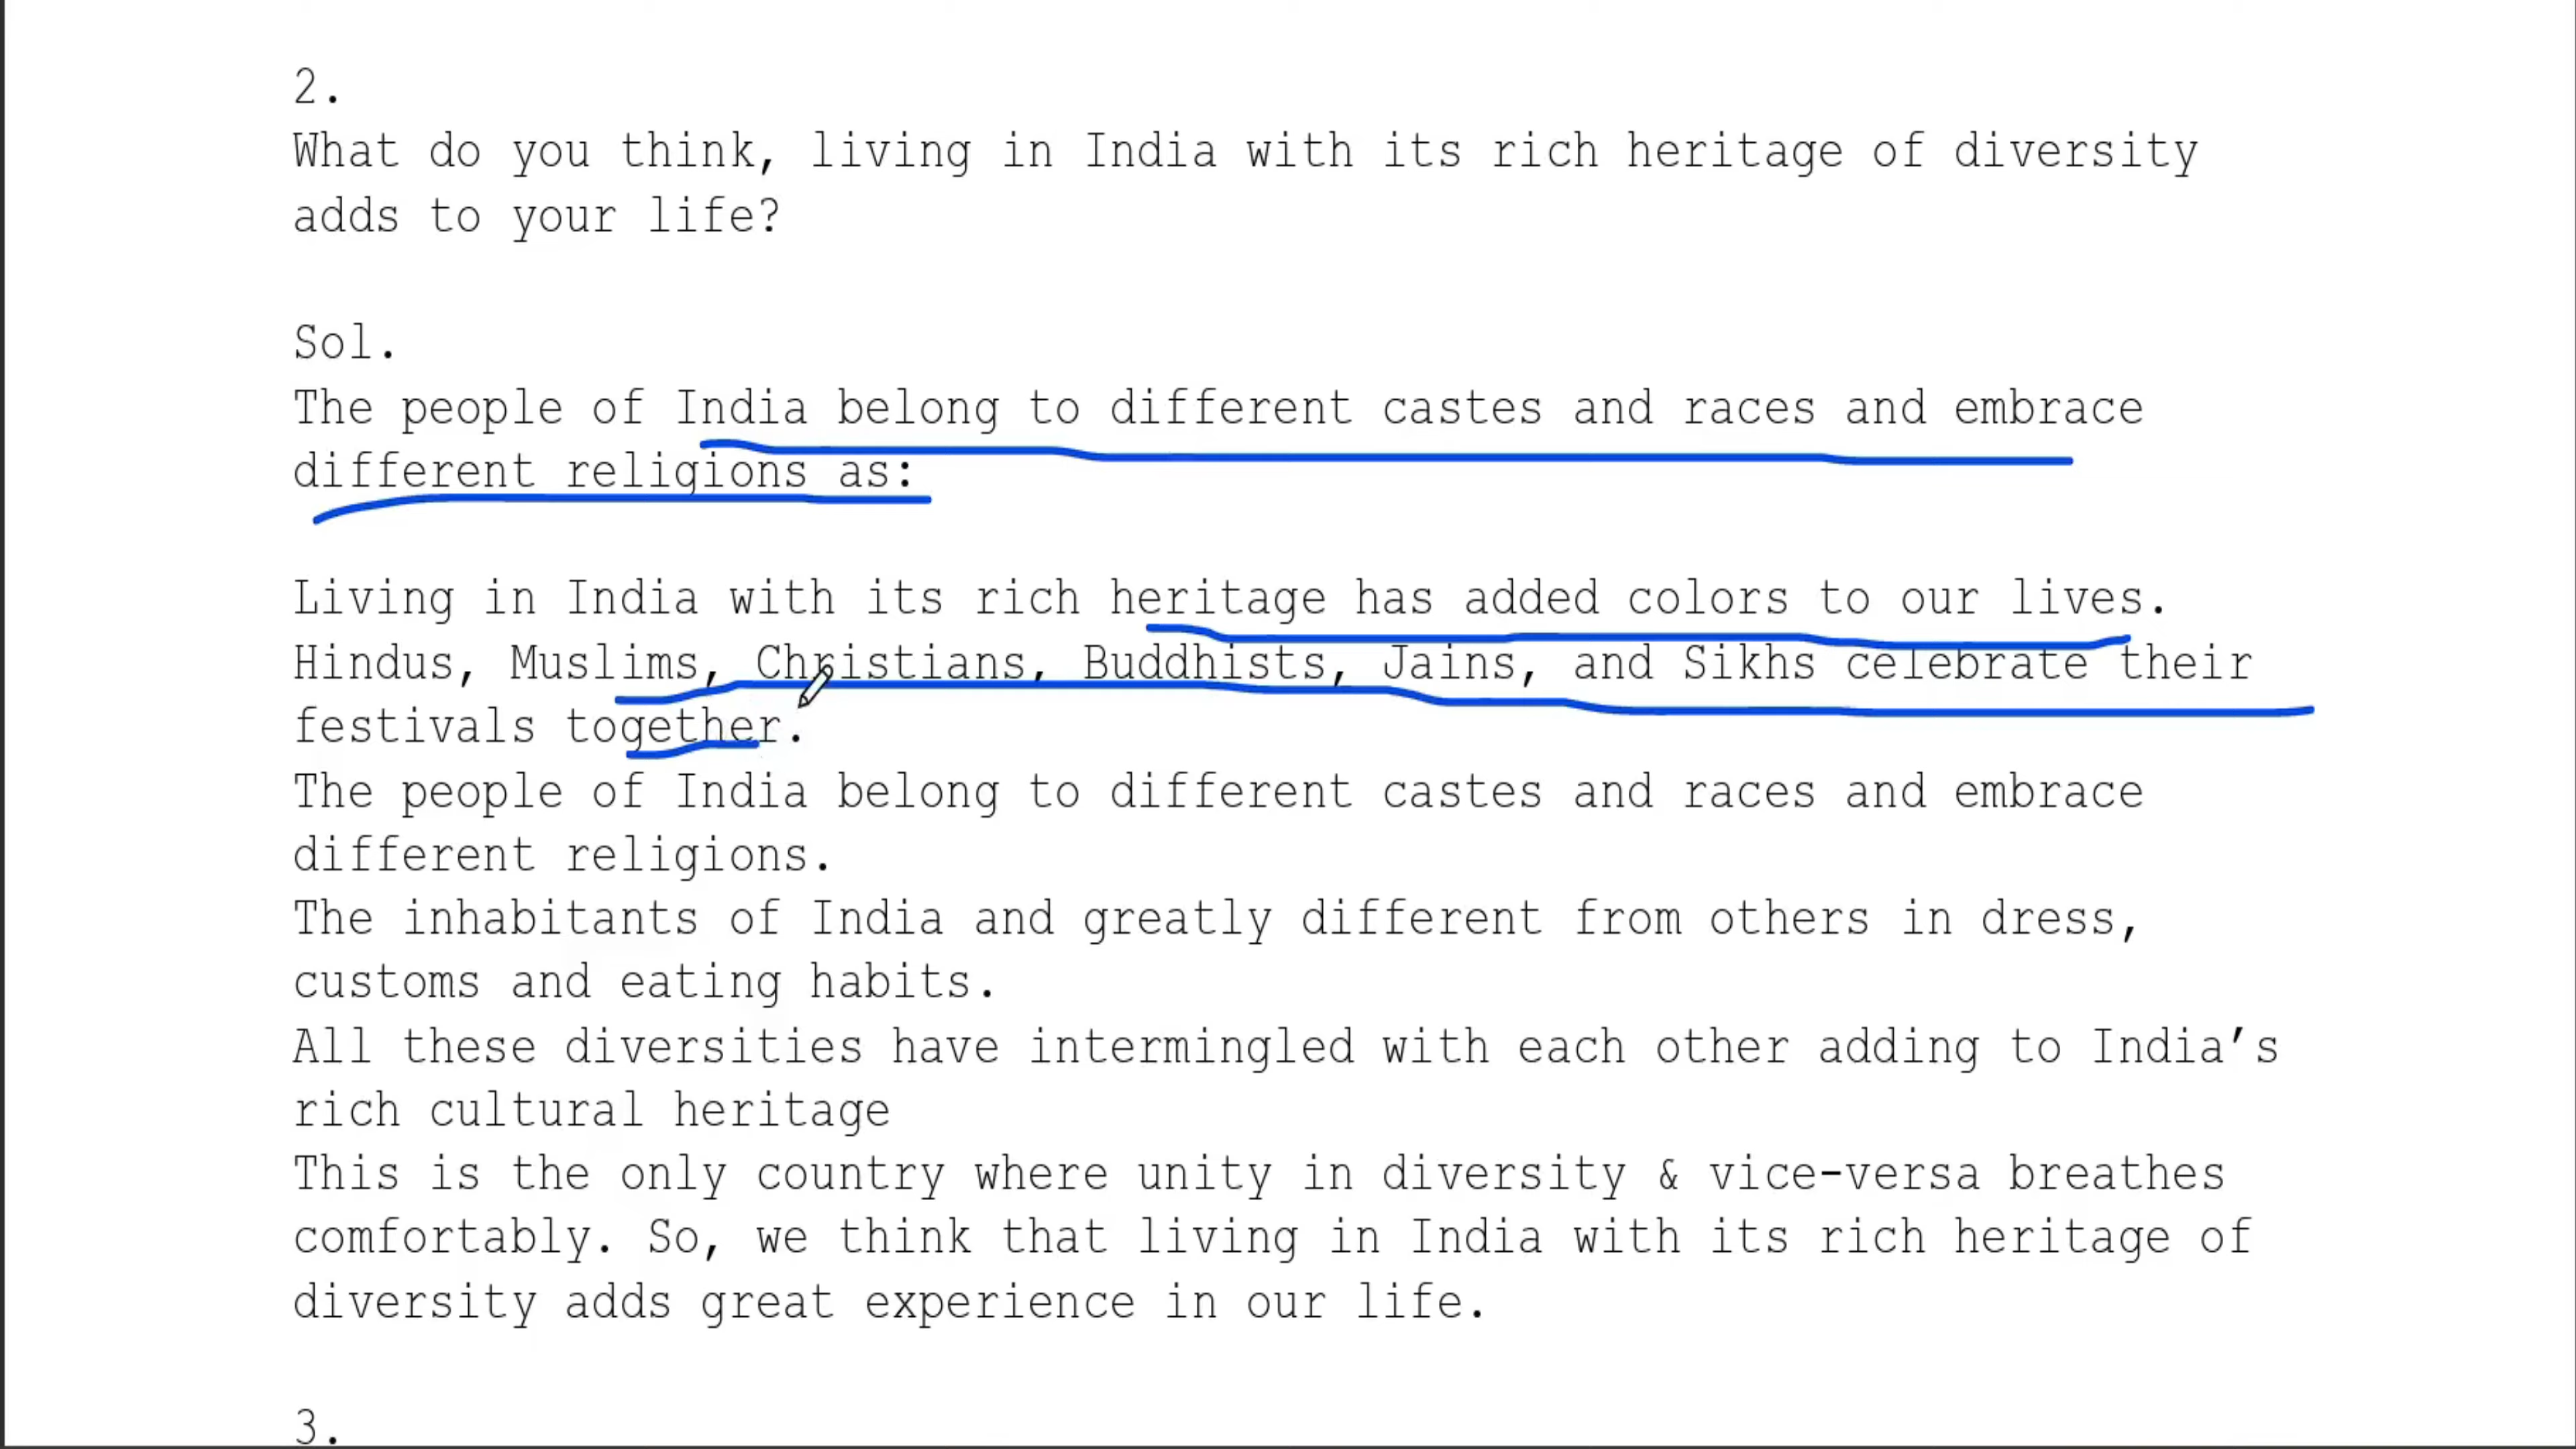 2.
What do you think, living in India with its rich heritage of diversity
adds to your life?
Sol.
The people of India belong to different castes and races and embrace
different religions as:
Living in India with its rich heritage has added colors to our lives.
Hindus, Muslims, Christians, Buddhists, Jains, and Sikhs celebrate their
festivals together.
The people of India belong to different castes and races and embrace
different religions.
The inhabitants of India and greatly different from others in dress,
customs and eating habits.
All these diversities have intermingled with each other adding to India’s
rich cultural heritage
This is the only country where unity in diversity & vice-versa breathes
comfortably. So, we think that living in India with its rich heritage of
diversity adds great experience in our life.
3.